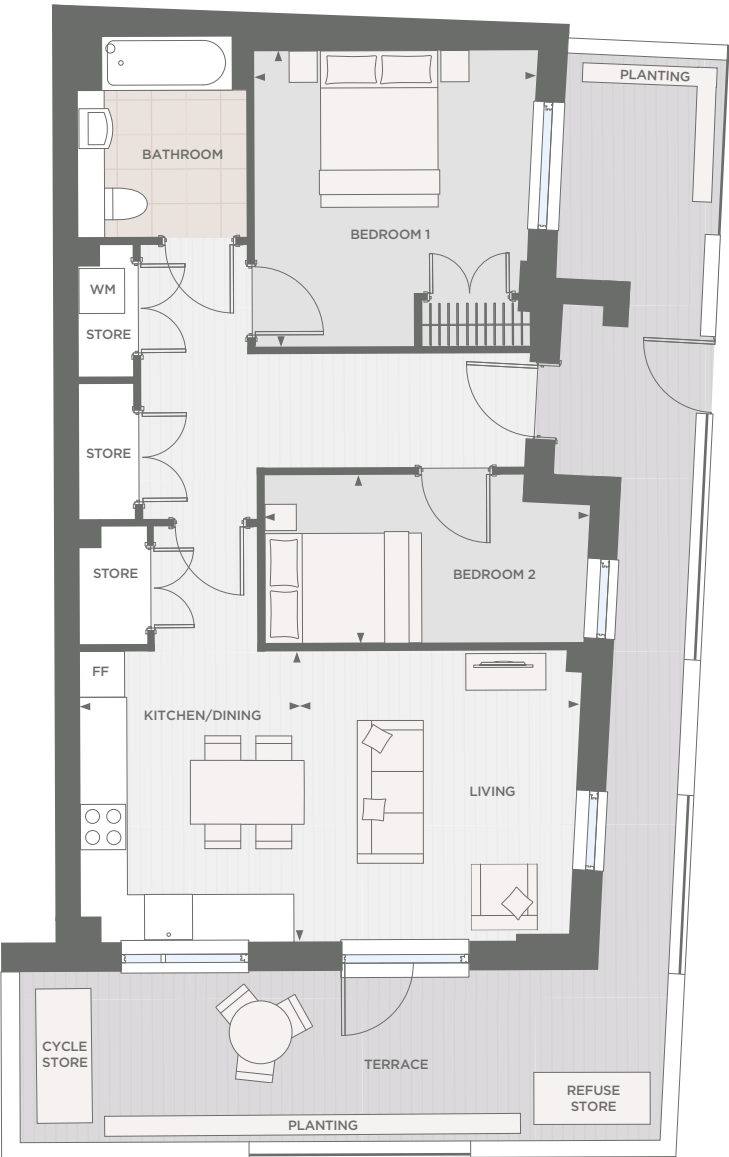 PLANTING
BATHROOM
BEDROOM 1
WM
STORE
STORE
STORE
BEDROOM 2
FF
KITCHEN/DINING
LIVING
CYCLE
STORE
TERRACE
REFUSE
STORE
PLANTING